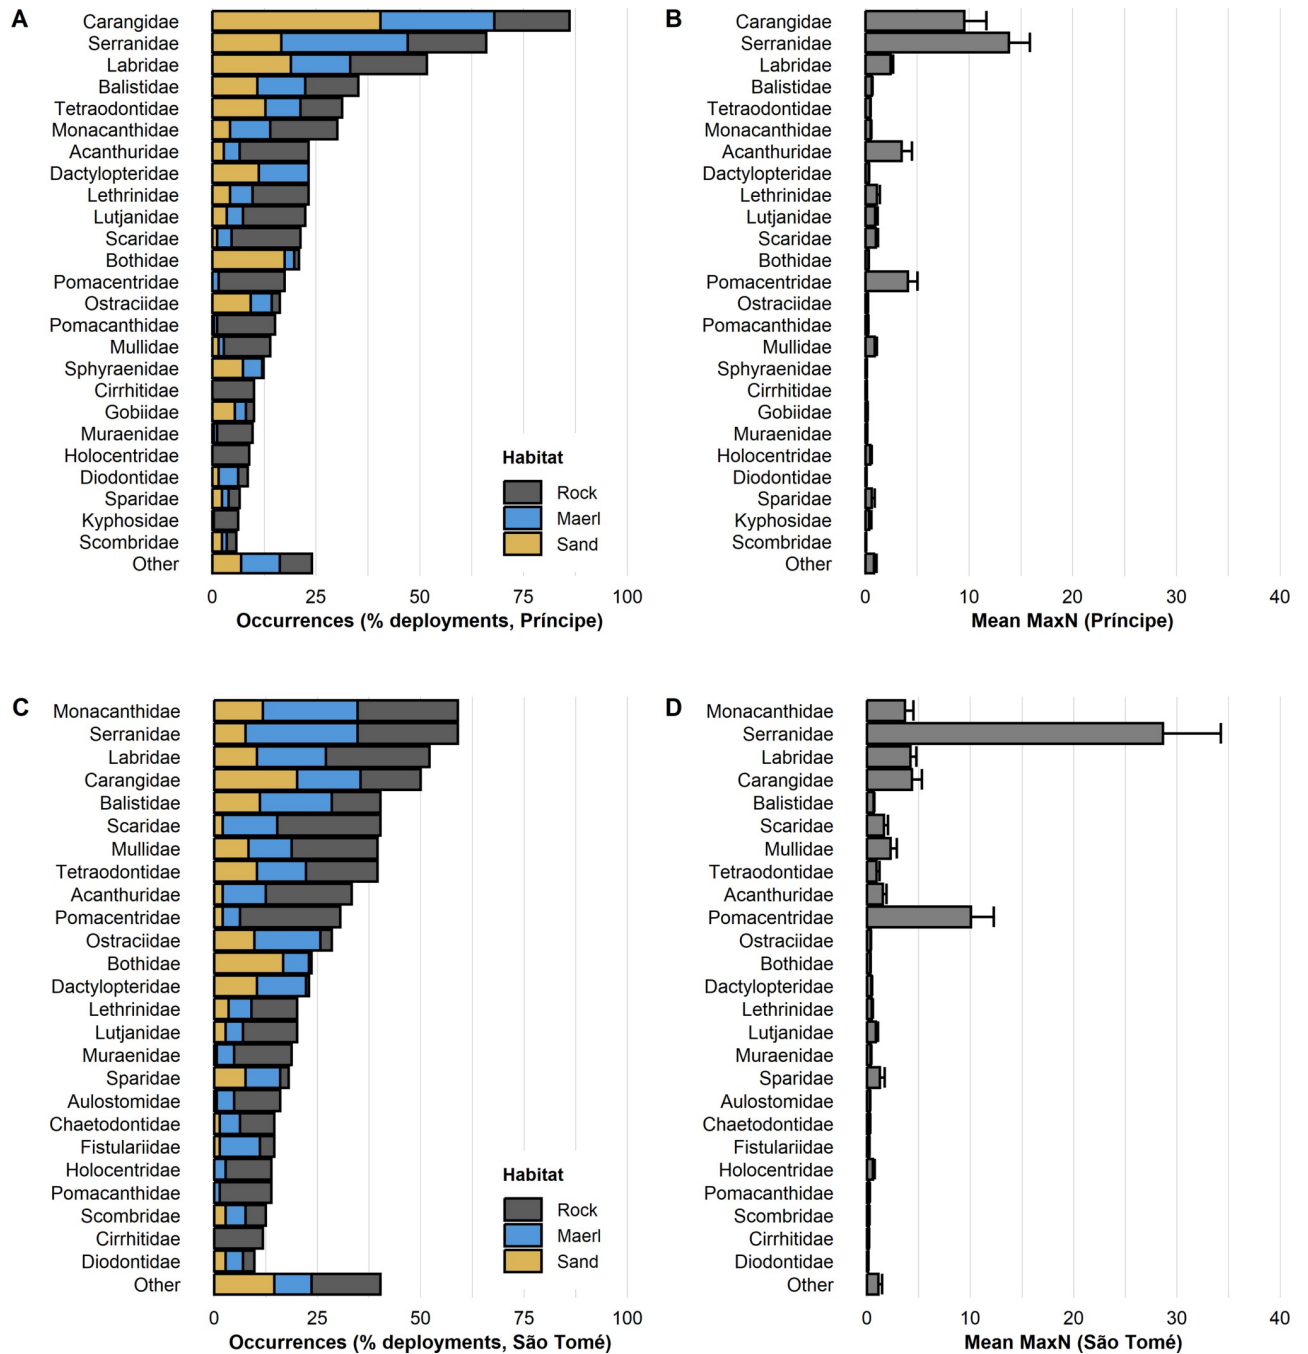 A
Carangidae
Serranidae
Labridae
Balistidae
Tetraodontidae
Monacanthidae
Acanthuridae
Dactylopteridae
Lethrinidae
Lutjanidae
Scaridae
Bothidae
Pomacentridae
Ostraciidae
Pomacanthidae
Mullidae
Sphyraenidae
Cirrhitidae
Gobiidae
Muraenidae
Holocentridae
Diodontidae
Sparidae
Kyphosidae
Scombridae
Other
Habitat
Rock
Maerl
Sand
0 25 50 75 100
Occurrences (% deployments, Príncipe)
B
Carangidae
Serranidae
Labridae
Balistidae
Tetraodontidae
Monacanthidae
Acanthuridae
Dactylopteridae
Lethrinidae
Lutjanidae
Scaridae
Bothidae
Pomacentridae
Ostraciidae
Pomacanthidae
Mullidae
Sphyraenidae
Cirrhitidae
Gobiidae
Muraenidae
Holocentridae
Diodontidae
Sparidae
Kyphosidae
Scombridae
Other
0 10 20 30 40
Mean MaxN (Príncipe)
C
Monacanthidae
Serranidae
Labridae
Carangidae
Balistidae
Scaridae
Mullidae
Tetraodontidae
Acanthuridae
Pomacentridae
Ostraciidae
Bothidae
Dactylopteridae
Lethrinidae
Lutjanidae
Muraenidae
Sparidae
Aulostomidae
Chaetodontidae
Fistulariidae
Holocentridae
Pomacanthidae
Scombridae
Cirrhitidae
Diodontidae
Other
Habitat
Rock
Maerl
Sand
0 25 50 75 100
Occurrences (% deployments, São Tomé)
D
Monacanthidae
Serranidae
Labridae
Carangidae
Balistidae
Scaridae
Mullidae
Tetraodontidae
Acanthuridae
Pomacentridae
Ostraciidae
Bothidae
Dactylopteridae
Lethrinidae
Lutjanidae
Muraenidae
Sparidae
Aulostomidae
Chaetodontidae
Fistulariidae
Holocentridae
Pomacanthidae
Scombridae
Cirrhitidae
Diodontidae
Other
0 10 20 30 40
Mean MaxN (São Tomé)